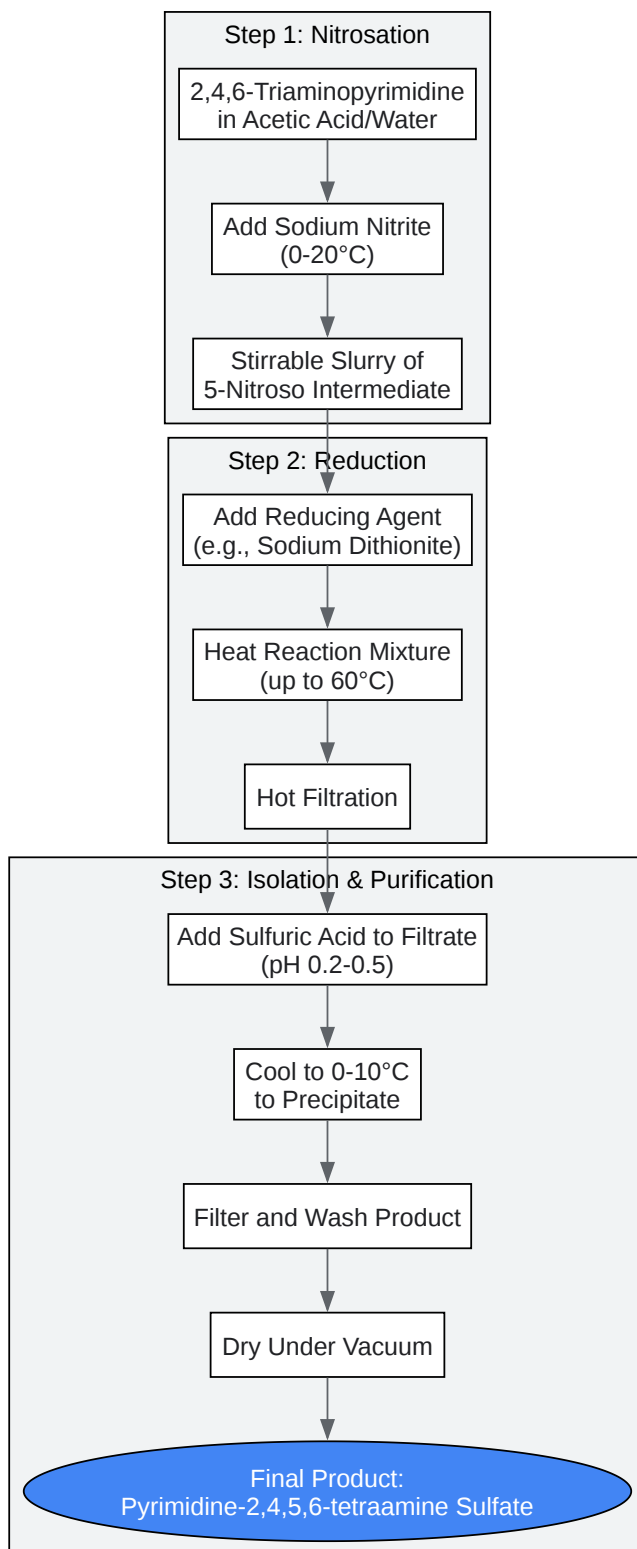 Step 1: Nitrosation
2,4,6-Triaminopyrimidine
in Acetic Acid/Water
Add Sodium Nitrite
(0-20°C)
Stirrable Slurry of
5-Nitroso Intermediate
Step 2: Reduction
Add Reducing Agent
(e.g., Sodium Dithionite)
Heat Reaction Mixture
(up to 60°C)
Hot Filtration
Step 3: Isolation & Purification
Add Sulfuric Acid to Filtrate
(pH 0.2-0.5)
Cool to 0-10°C
to Precipitate
Filter and Wash Product
Dry Under Vacuum
Final Product:
Pyrimidine-2,4,5,6-tetraamine Sulfate